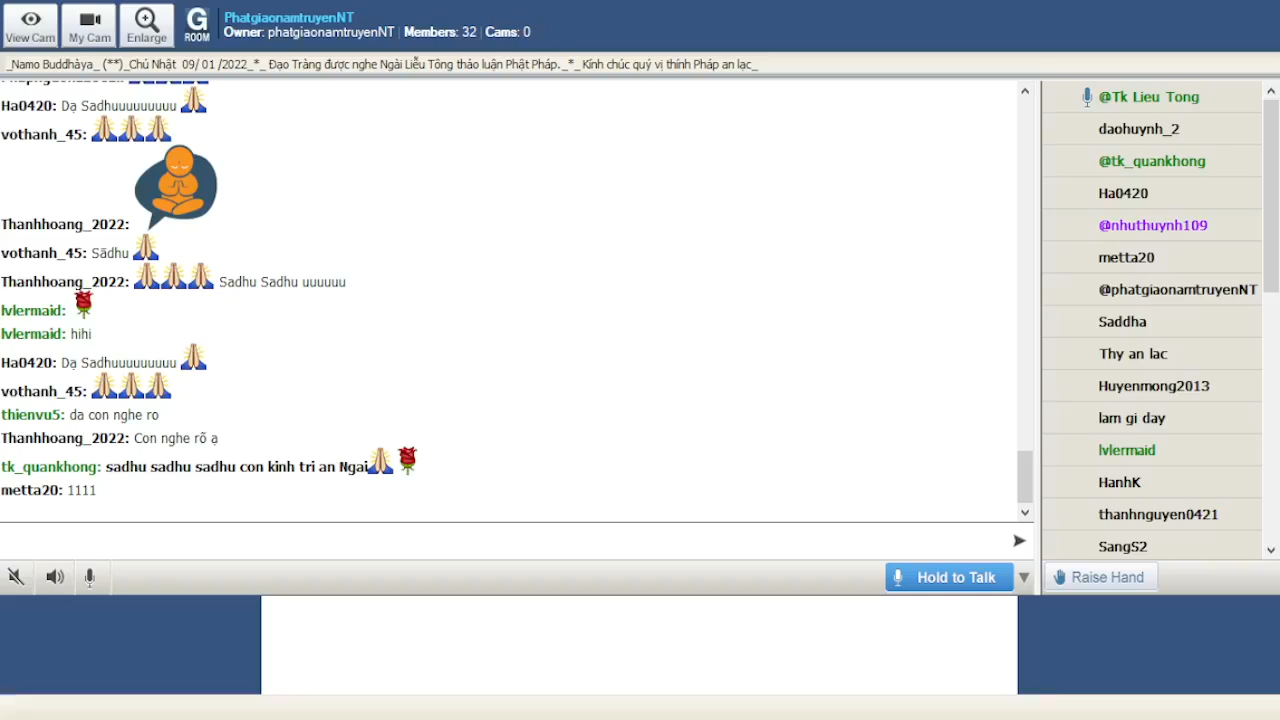 View Cam
My Cam
Enlarge
G ROOM
PhatgiaonamtruyenNT
Owner: phatgiaonamtruyenNT | Members: 32 | Cams: 0
_Namo Buddhàya_ (**)_Chủ Nhật 09/ 01 /2022_*_ Đạo Tràng được nghe Ngài Liễu Tông thảo luận Phật Pháp._*_Kính chúc quý vị thính Pháp an lạc_
Ha0420: Dạ Sadhuuuuuuuuu
vothanh_45:
Thanhhoang_2022:
vothanh_45: Sādhu
Thanhhoang_2022: Sadhu Sadhu uuuuuu
lvlermaid:
lvlermaid: hihi
Ha0420: Dạ Sadhuuuuuuuuu
vothanh_45:
thienvu5: da con nghe ro
Thanhhoang_2022: Con nghe rõ ạ
tk_quankhong: sadhu sadhu sadhu con kinh tri an Ngai
metta20: 1111
@Tk Lieu Tong
daohuynh_2
@tk_quankhong
Ha0420
@nhuthuynh109
metta20
@phatgiaonamtruyenNT
Saddha
Thy an lac
Huyenmong2013
lam gi day
lvlermaid
HanhK
thanhnguyen0421
SangS2
Hold to Talk
Raise Hand